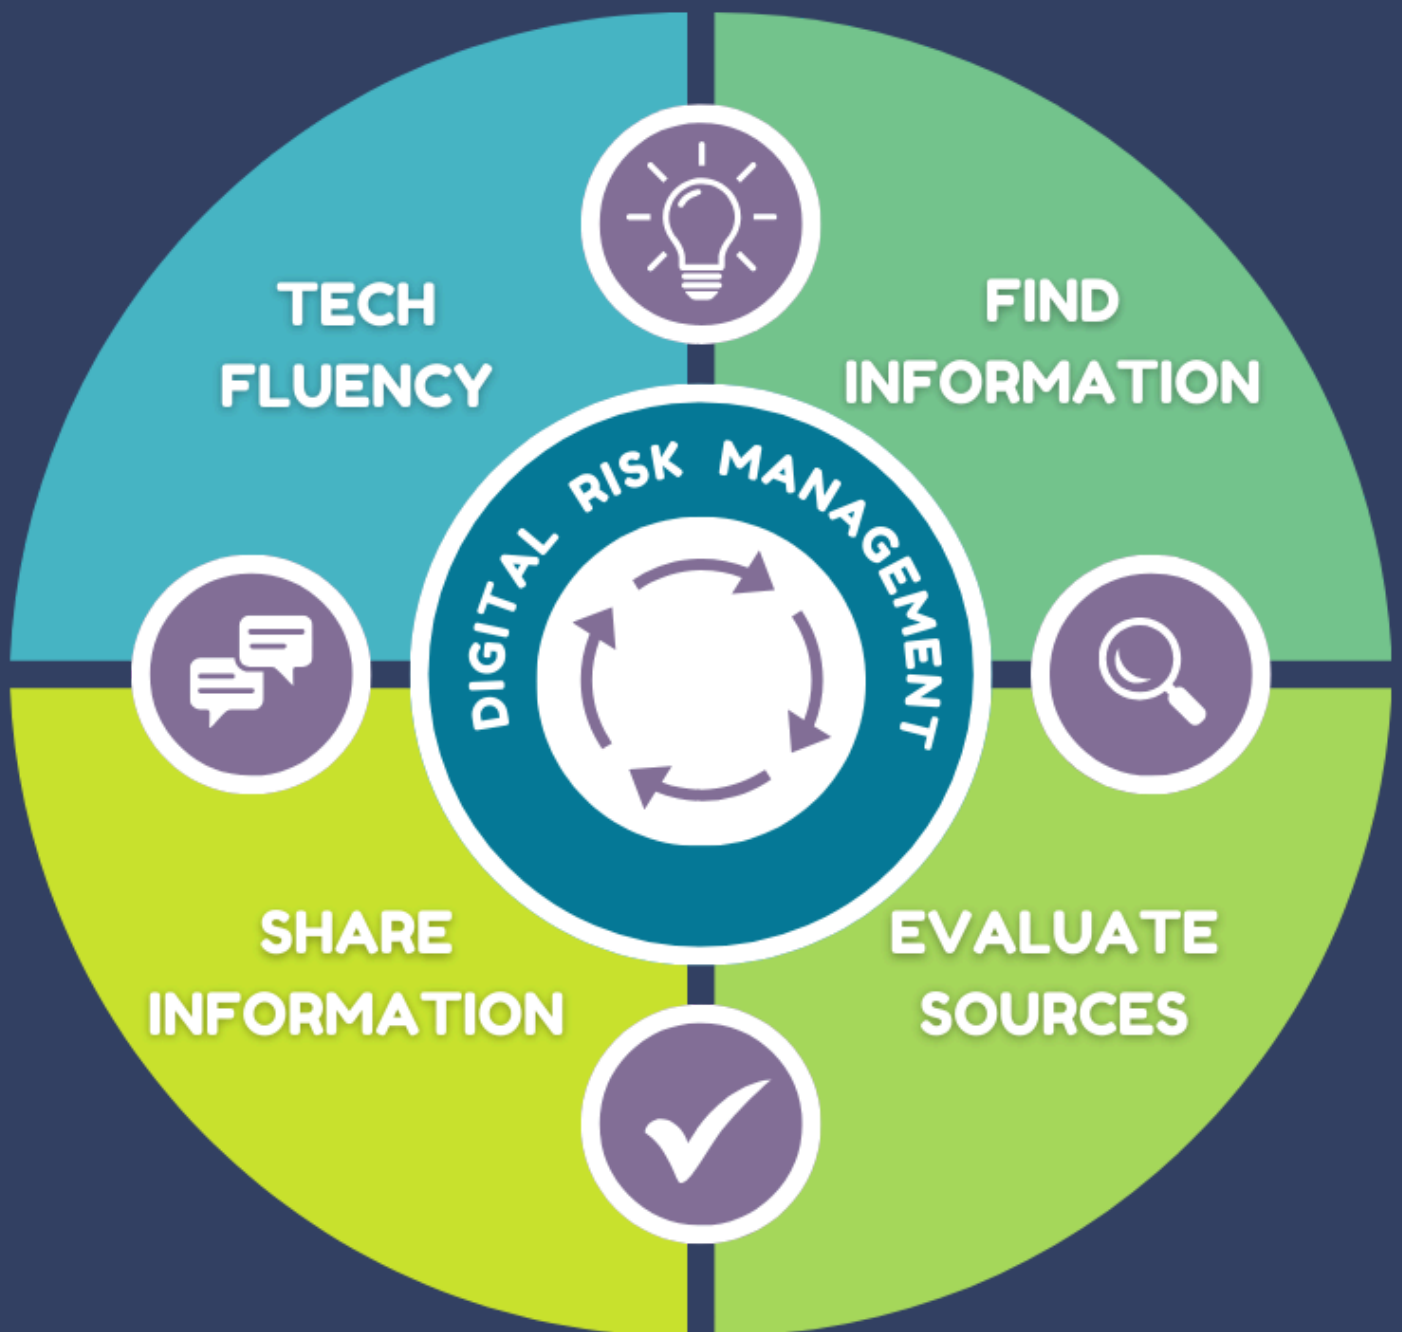 TECH
FLUENCY
FIND
INFORMATION
DIGITAL RISK MANAGEMENT
SHARE
INFORMATION
EVALUATE
SOURCES